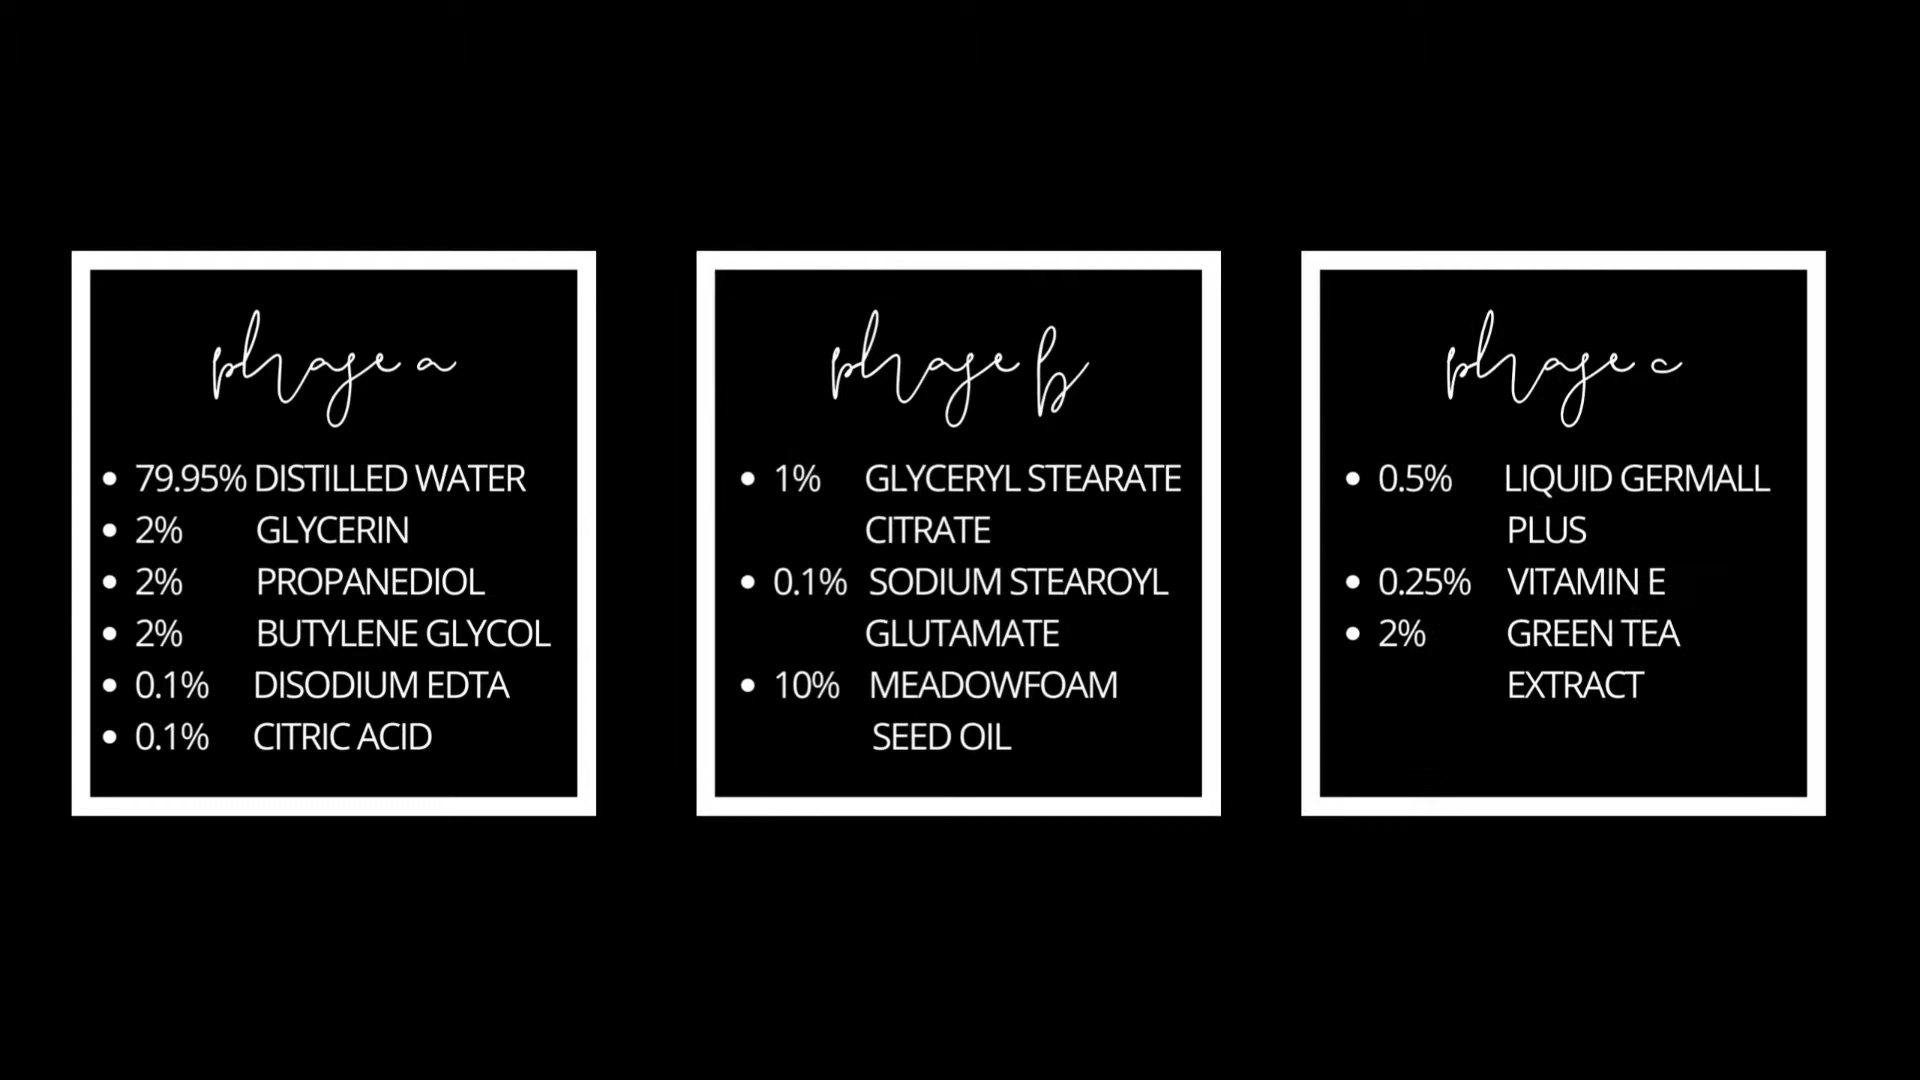 phase a
• 79.95% DISTILLED WATER
• 2% GLYCERIN
• 2% PROPANEDIOL
• 2% BUTYLENE GLYCOL
• 0.1% DISODIUM EDTA
• 0.1% CITRIC ACID
phase b
• 1% GLYCERYL STEARATE
CITRATE
• 0.1% SODIUM STEAROYL
GLUTAMATE
• 10% MEADOWFOAM
SEED OIL
phase c
• 0.5% LIQUID GERMALL
PLUS
• 0.25% VITAMIN E
• 2% GREEN TEA
EXTRACT